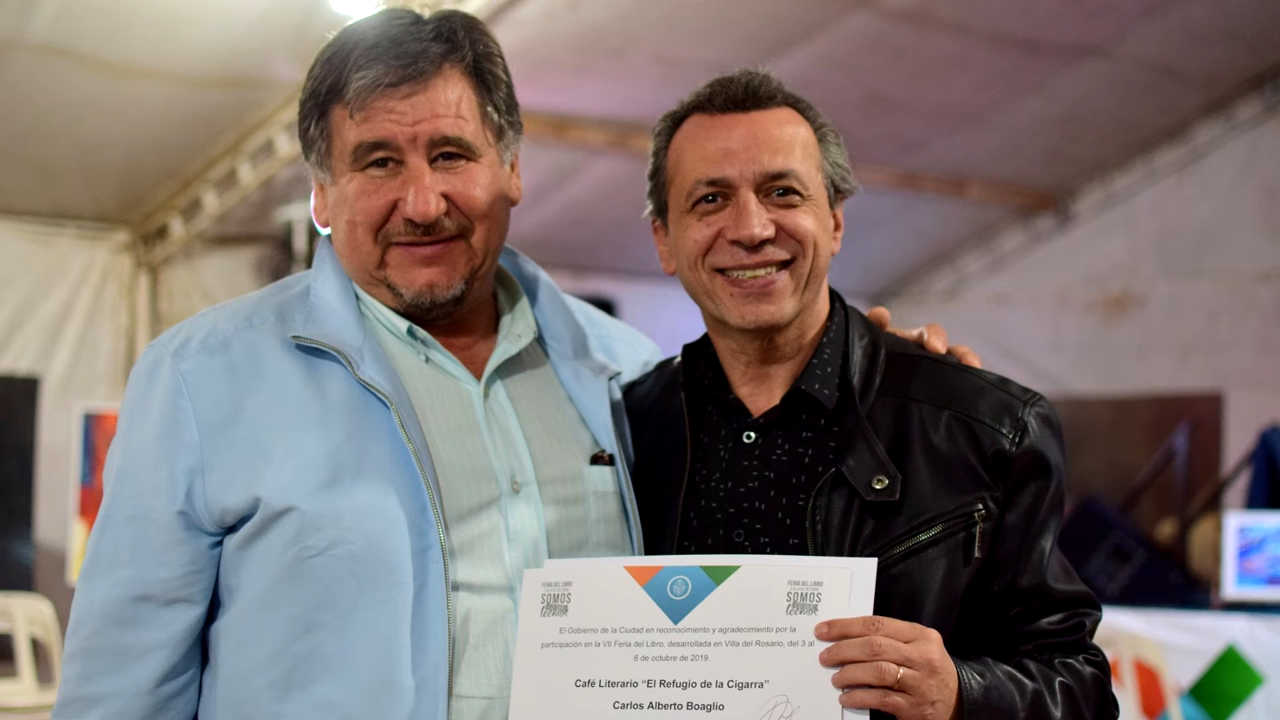 FERIA DEL LIBRO
SOMOS
FERIA DEL LIBRO
SOMOS
El Gobierno de la Ciudad en reconocimiento y agradecimiento por la
participación en la VII Feria del Libro, desarrollada en Villa del Rosario, del 3 al
6 de octubre de 2019.
Café Literario "El Refugio de la Cigarra"
Carlos Alberto Boaglio